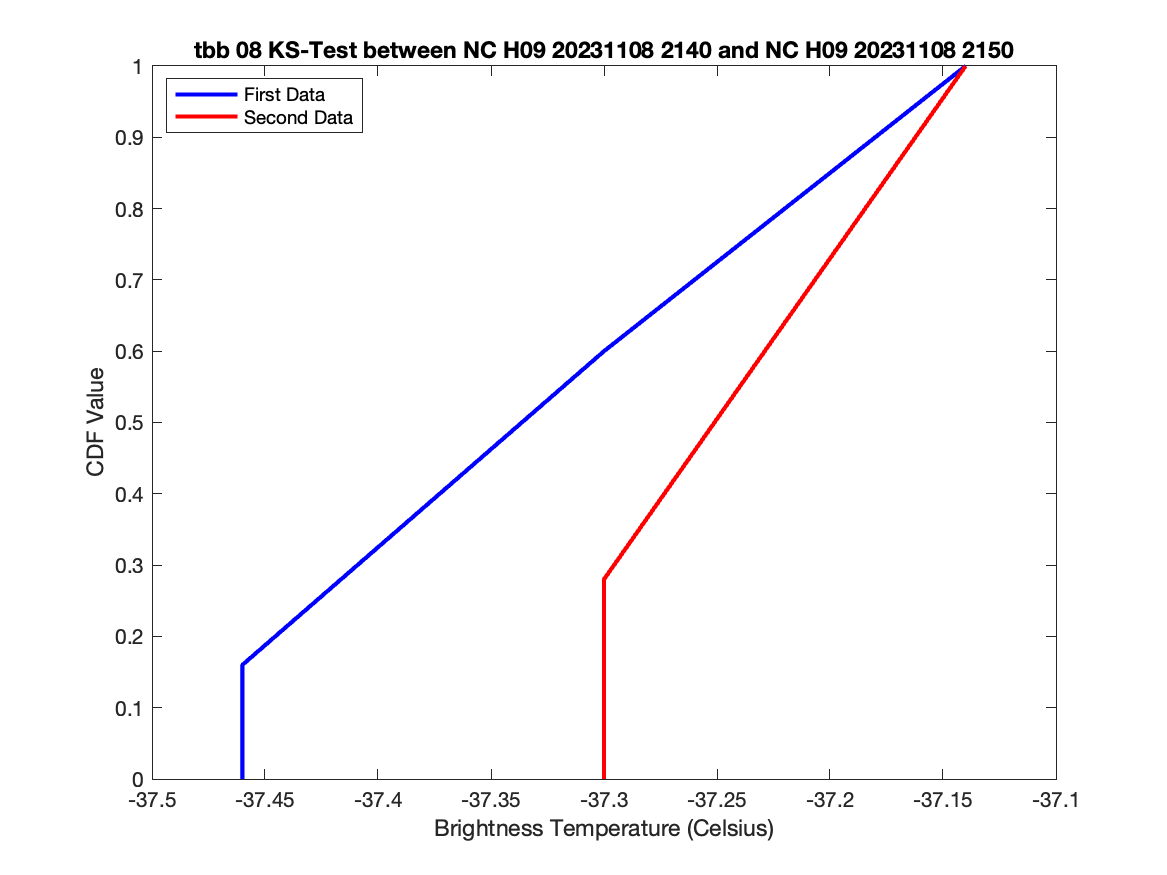 tbb 08 KS-Test between NC H09 20231108 2140 and NC H09 20231108 2150
First Data
Second Data
1
0.9
0.8
0.7
0.6
0.5
0.4
0.3
0.2
0.1
0
CDF Value
-37.5 -37.45 -37.4 -37.35 -37.3 -37.25 -37.2 -37.15 -37.1
Brightness Temperature (Celsius)